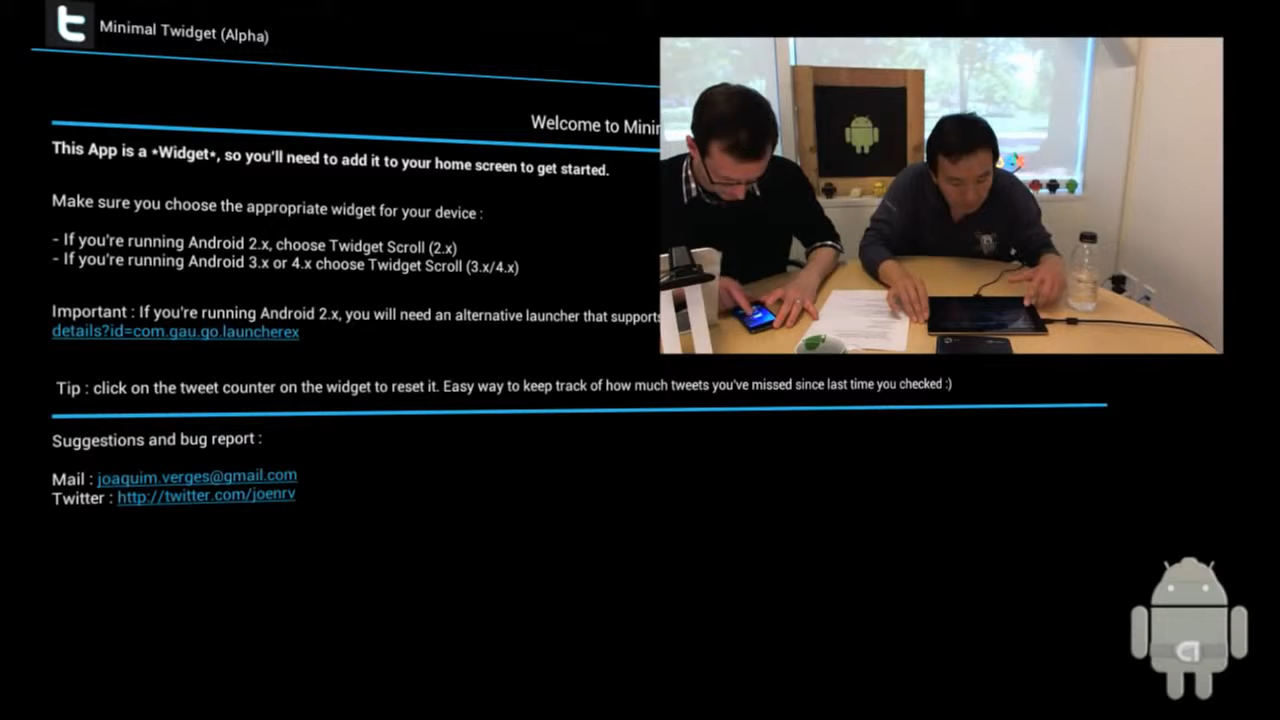 Minimal Twidget (Alpha)
Welcome to Minir
This App is a *Widget*, so you'll need to add it to your home screen to get started.
Make sure you choose the appropriate widget for your device :
- If you're running Android 2.x, choose Twidget Scroll (2.x)
- If you're running Android 3.x or 4.x choose Twidget Scroll (3.x/4.x)
Important : If you're running Android 2.x, you will need an alternative launcher that supports
details?id=com.gau.go.launcherex
Tip : click on the tweet counter on the widget to reset it. Easy way to keep track of how much tweets you've missed since last time you checked :)
Suggestions and bug report :
Mail : joaquim.verges@gmail.com
Twitter : http://twitter.com/joenrv